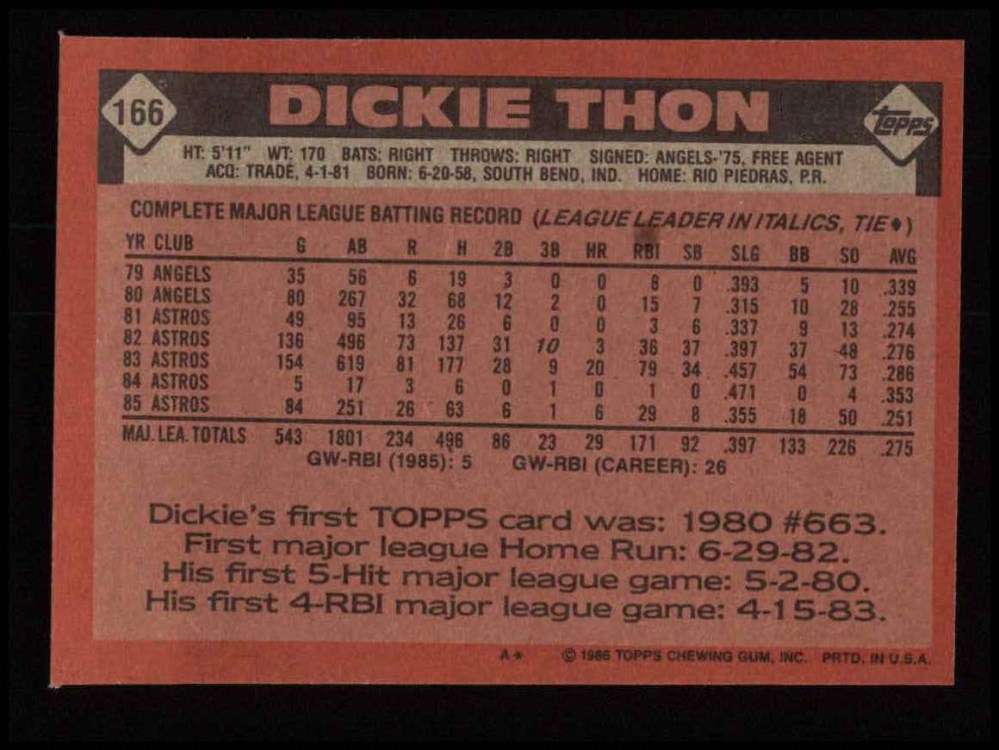 166 DICKIE THON topps
HT: 5'11" WT: 170 BATS: RIGHT THROWS: RIGHT SIGNED: ANGELS-'75, FREE AGENT
ACQ: TRADE, 4-1-81 BORN: 6-20-58, SOUTH BEND, IND. HOME: RIO PIEDRAS, P.R.
COMPLETE MAJOR LEAGUE BATTING RECORD (LEAGUE LEADER IN ITALICS, TIE♦)
YR CLUB G AB R H 2B 3B HR RBI SB SLG BB SO AVG
79 ANGELS 35 56 6 19 3 0 0 8 0 .393 5 10 .339
80 ANGELS 80 267 32 68 12 2 0 15 7 .315 10 28 .255
81 ASTROS 49 95 13 26 6 0 0 3 6 .337 9 13 .274
82 ASTROS 136 496 73 137 31 10 3 36 37 .397 37 48 .276
83 ASTROS 154 619 81 177 28 9 20 79 34 .457 54 73 .286
84 ASTROS 5 17 3 6 0 1 0 1 0 .471 0 4 .353
85 ASTROS 84 251 26 63 6 1 6 29 8 .355 18 50 .251
MAJ. LEA. TOTALS 543 1801 234 496 86 23 29 171 92 .397 133 226 .275
GW-RBI (1985): 5 GW-RBI (CAREER): 26
Dickie's first TOPPS card was: 1980 #663.
First major league Home Run: 6-29-82.
His first 5-Hit major league game: 5-2-80.
His first 4-RBI major league game: 4-15-83.
A* © 1986 TOPPS CHEWING GUM, INC. PRTD. IN U.S.A.